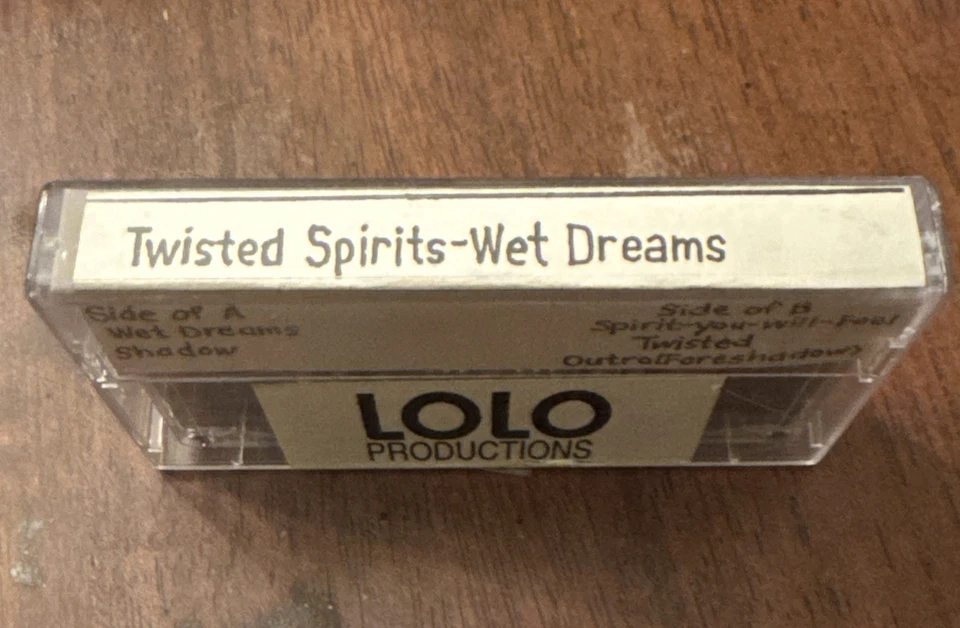 Twisted Spirits-Wet Dreams
Side of A
Wet Dreams
Shadow
Side of B
Spirit-you-will-Feel
Twisted
Outro(Foreshadow)
LOLO
PRODUCTIONS